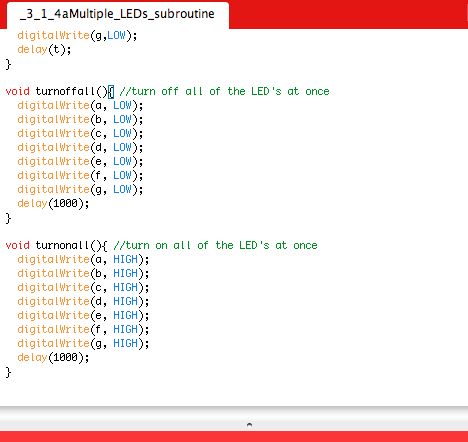 _3_1_4aMultiple_LEDs_subroutine
digitalWrite(g,LOW);
delay(t);
}
void turnoffall(){ //turn off all of the LED's at once
digitalWrite(a, LOW);
digitalWrite(b, LOW);
digitalWrite(c, LOW);
digitalWrite(d, LOW);
digitalWrite(e, LOW);
digitalWrite(f, LOW);
digitalWrite(g, LOW);
delay(1000);
}
void turnonall(){ //turn on all of the LED's at once
digitalWrite(a, HIGH);
digitalWrite(b, HIGH);
digitalWrite(c, HIGH);
digitalWrite(d, HIGH);
digitalWrite(e, HIGH);
digitalWrite(f, HIGH);
digitalWrite(g, HIGH);
delay(1000);
}